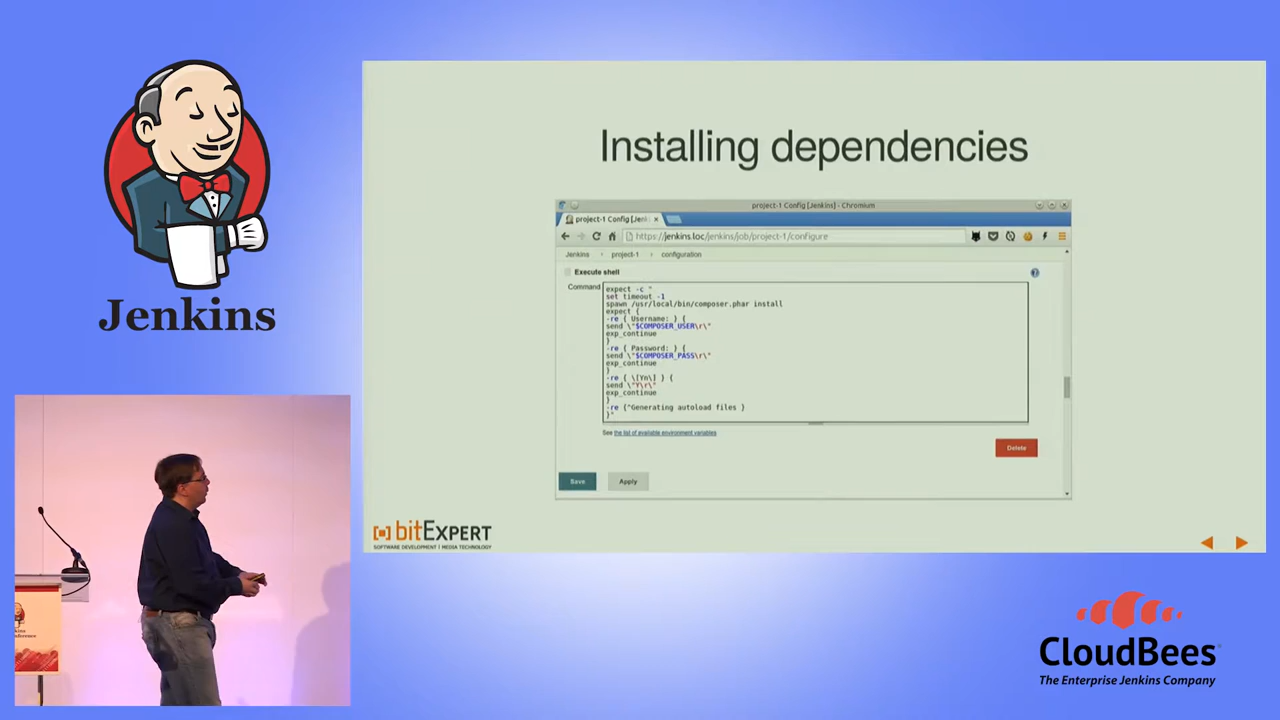 Jenkins
Installing dependencies
project-1 Config [Jenkins] - Chromium
project-1 Config [Jenk
https://jenkins.loc/jenkins/job/project-1/configure
Jenkins
project-1
configuration
Execute shell
Command
expect -c "
set timeout -1
spawn /usr/local/bin/composer.phar install
expect {
-re { Username: } {
send \"$COMPOSER_USER\r\"
exp_continue
}
-re { Password: } {
send \"$COMPOSER_PASS\r\"
exp_continue
}
-re { \[Yn\] } {
send \"Y\r\"
exp_continue
}
-re {"Generating autoload files }
}"
See the list of available environment variables
Delete
Save
Apply
bitExpert
SOFTWARE DEVELOPMENT | MEDIA TECHNOLOGY
CloudBees
The Enterprise Jenkins Company